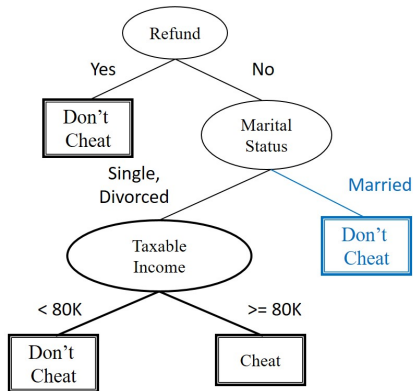 Refund
Yes
No
Don't
Cheat
Marital
Status
Single,
Divorced
Married
Taxable
Income
Don't
Cheat
< 80K
>= 80K
Don't
Cheat
Cheat